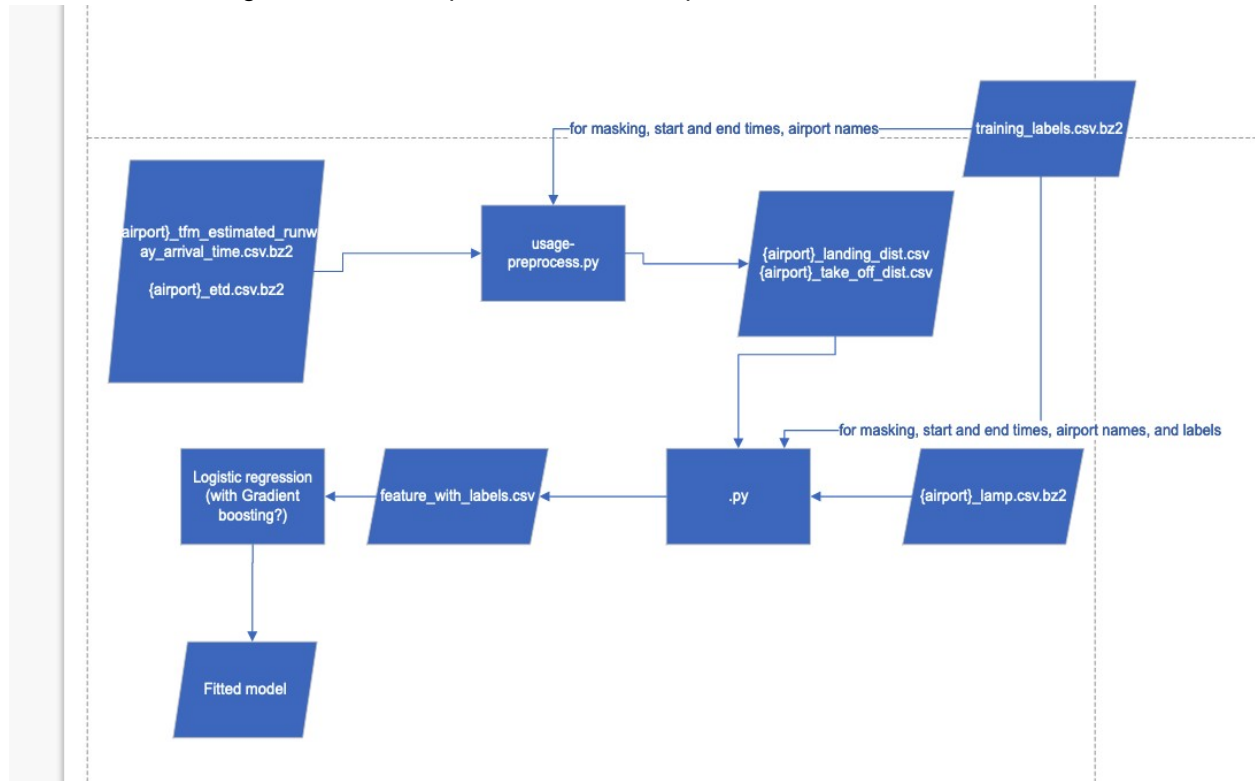 for masking, start and end times, airport names
training_labels.csv.bz2
airport}_tfm_estimated_runw
ay_arrival_time.csv.bz2
{airport}_etd.csv.bz2
usage-
preprocess.py
{airport}_landing_dist.csv
{airport}_take_off_dist.csv
for masking, start and end times, airport names, and labels
Logistic regression
(with Gradient
boosting?)
feature_with_labels.csv
.py
{airport}_lamp.csv.bz2
Fitted model